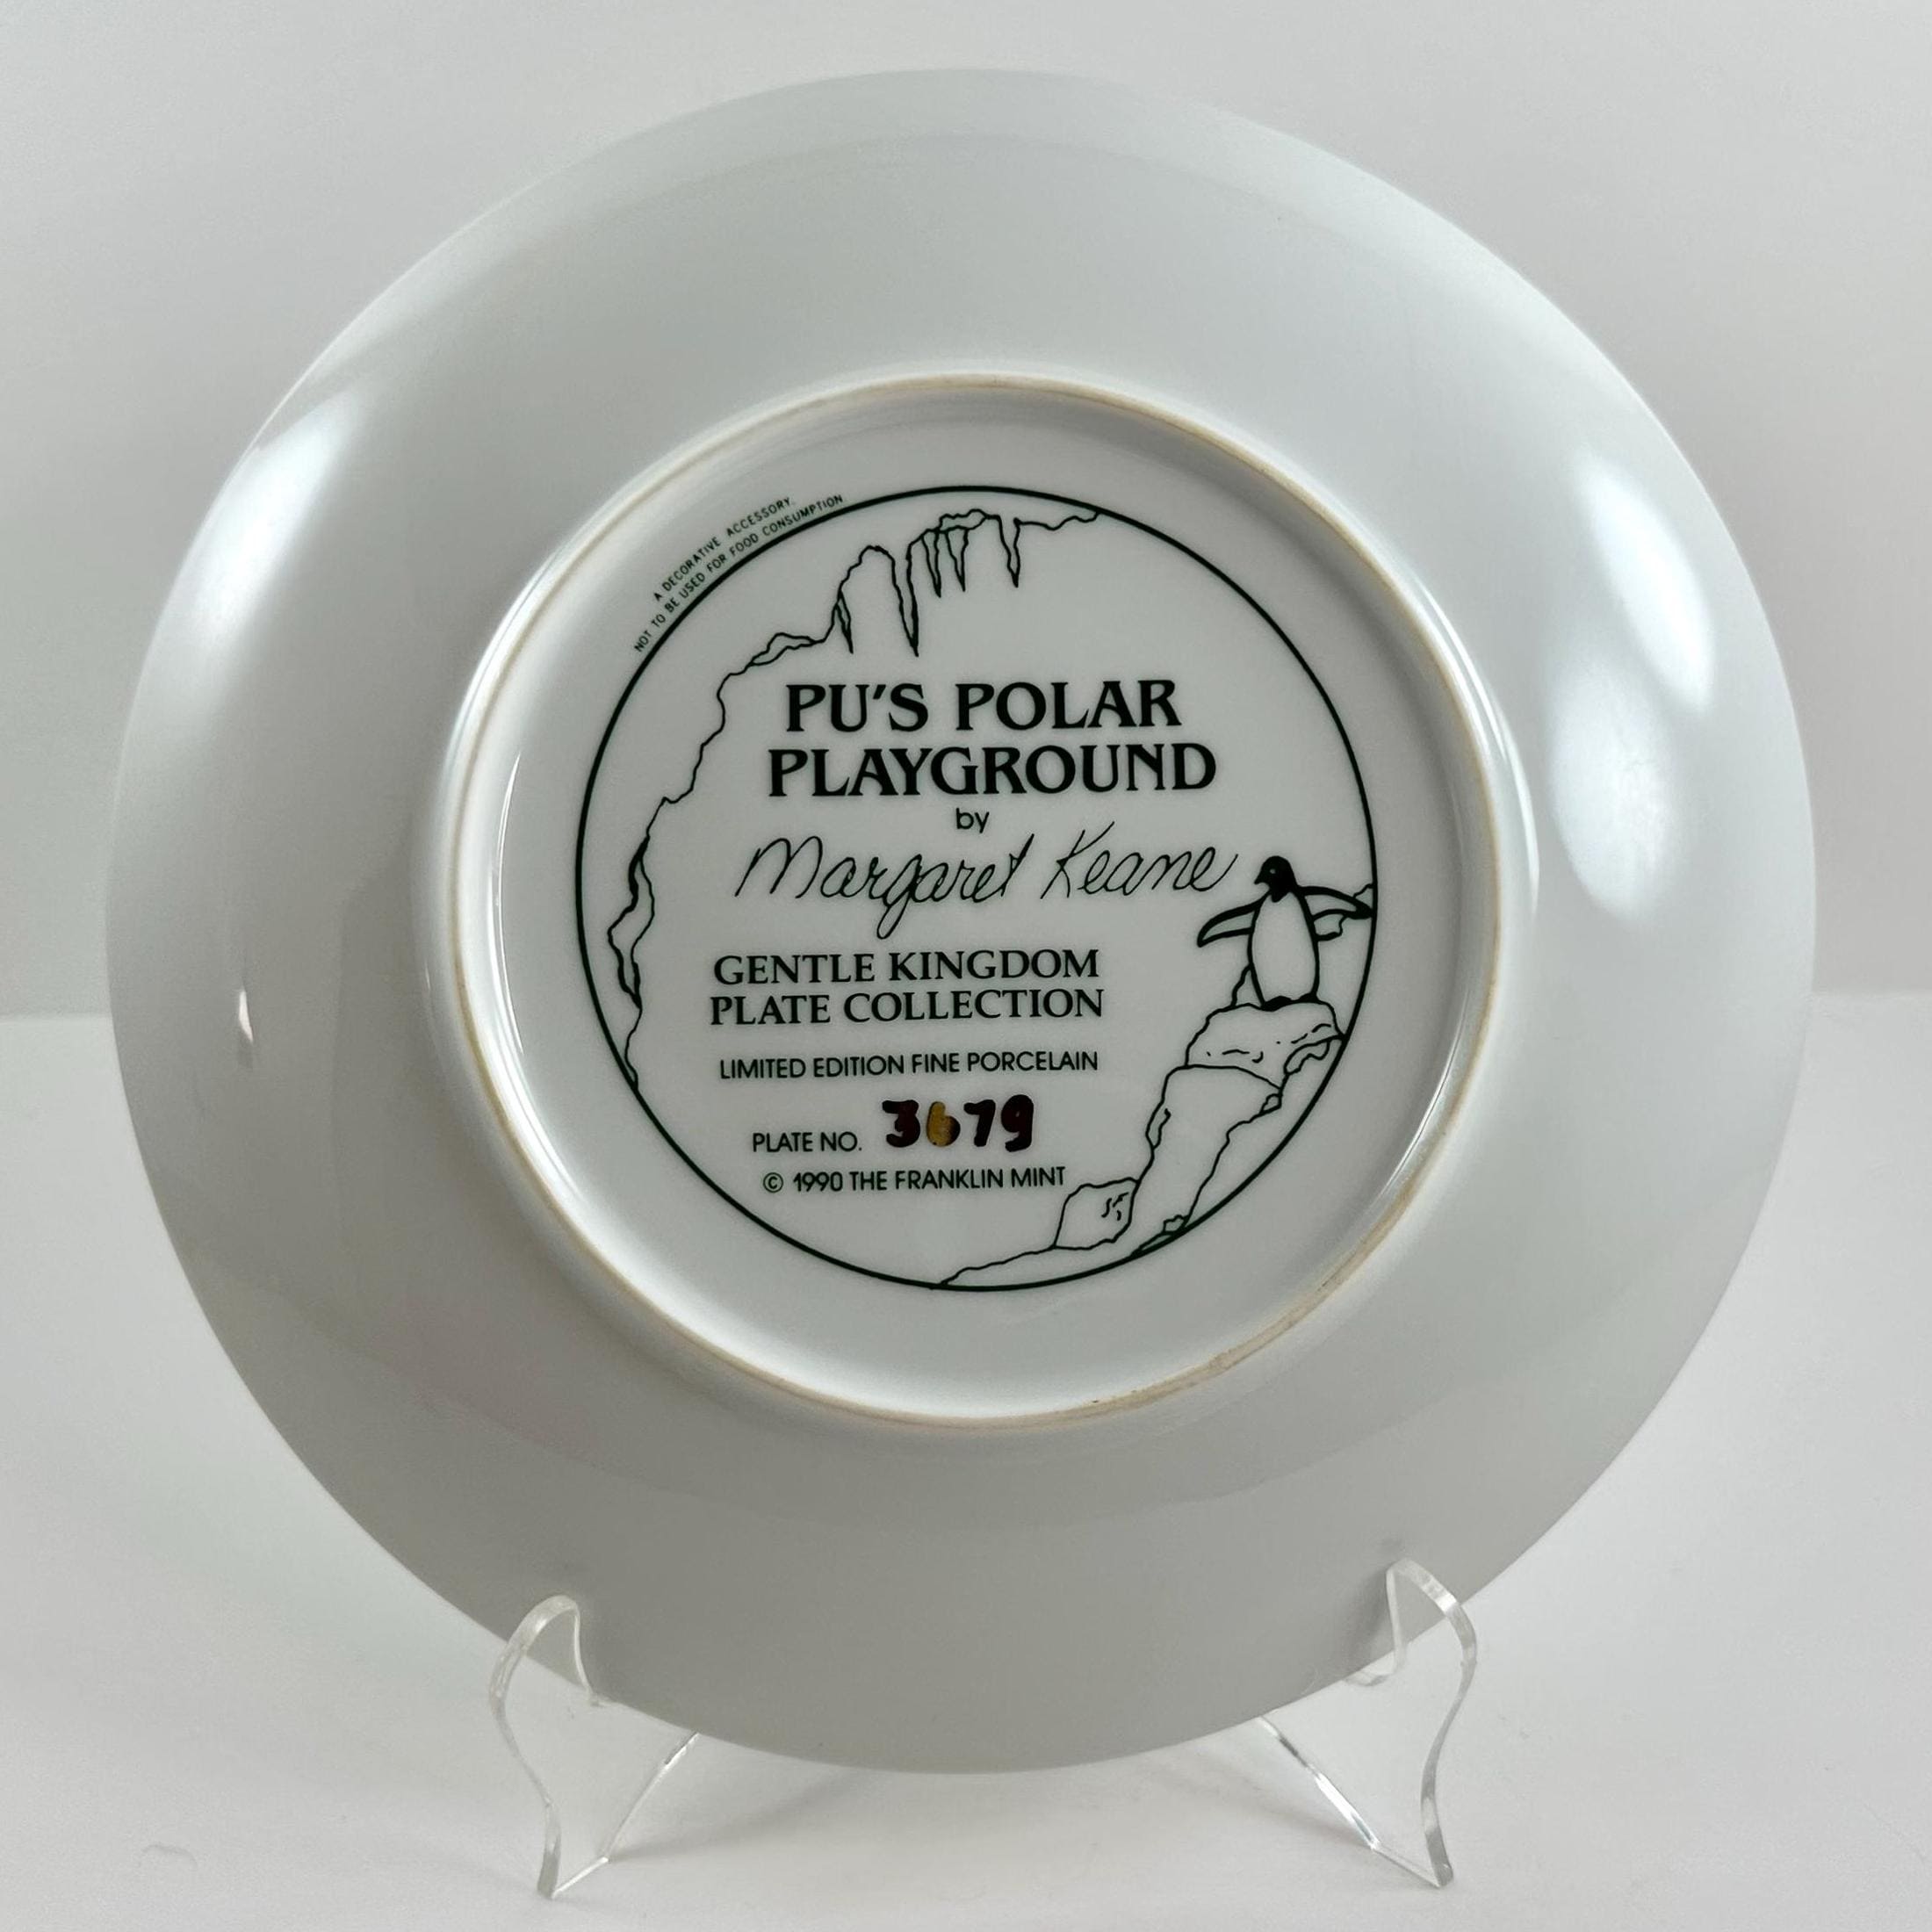 A DECORATIVE ACCESSORY.
NOT TO BE USED FOR FOOD CONSUMPTION.
PU'S POLAR
PLAYGROUND
by
Margaret Keane
GENTLE KINGDOM
PLATE COLLECTION
LIMITED EDITION FINE PORCELAIN
PLATE NO. 3679
© 1990 THE FRANKLIN MINT